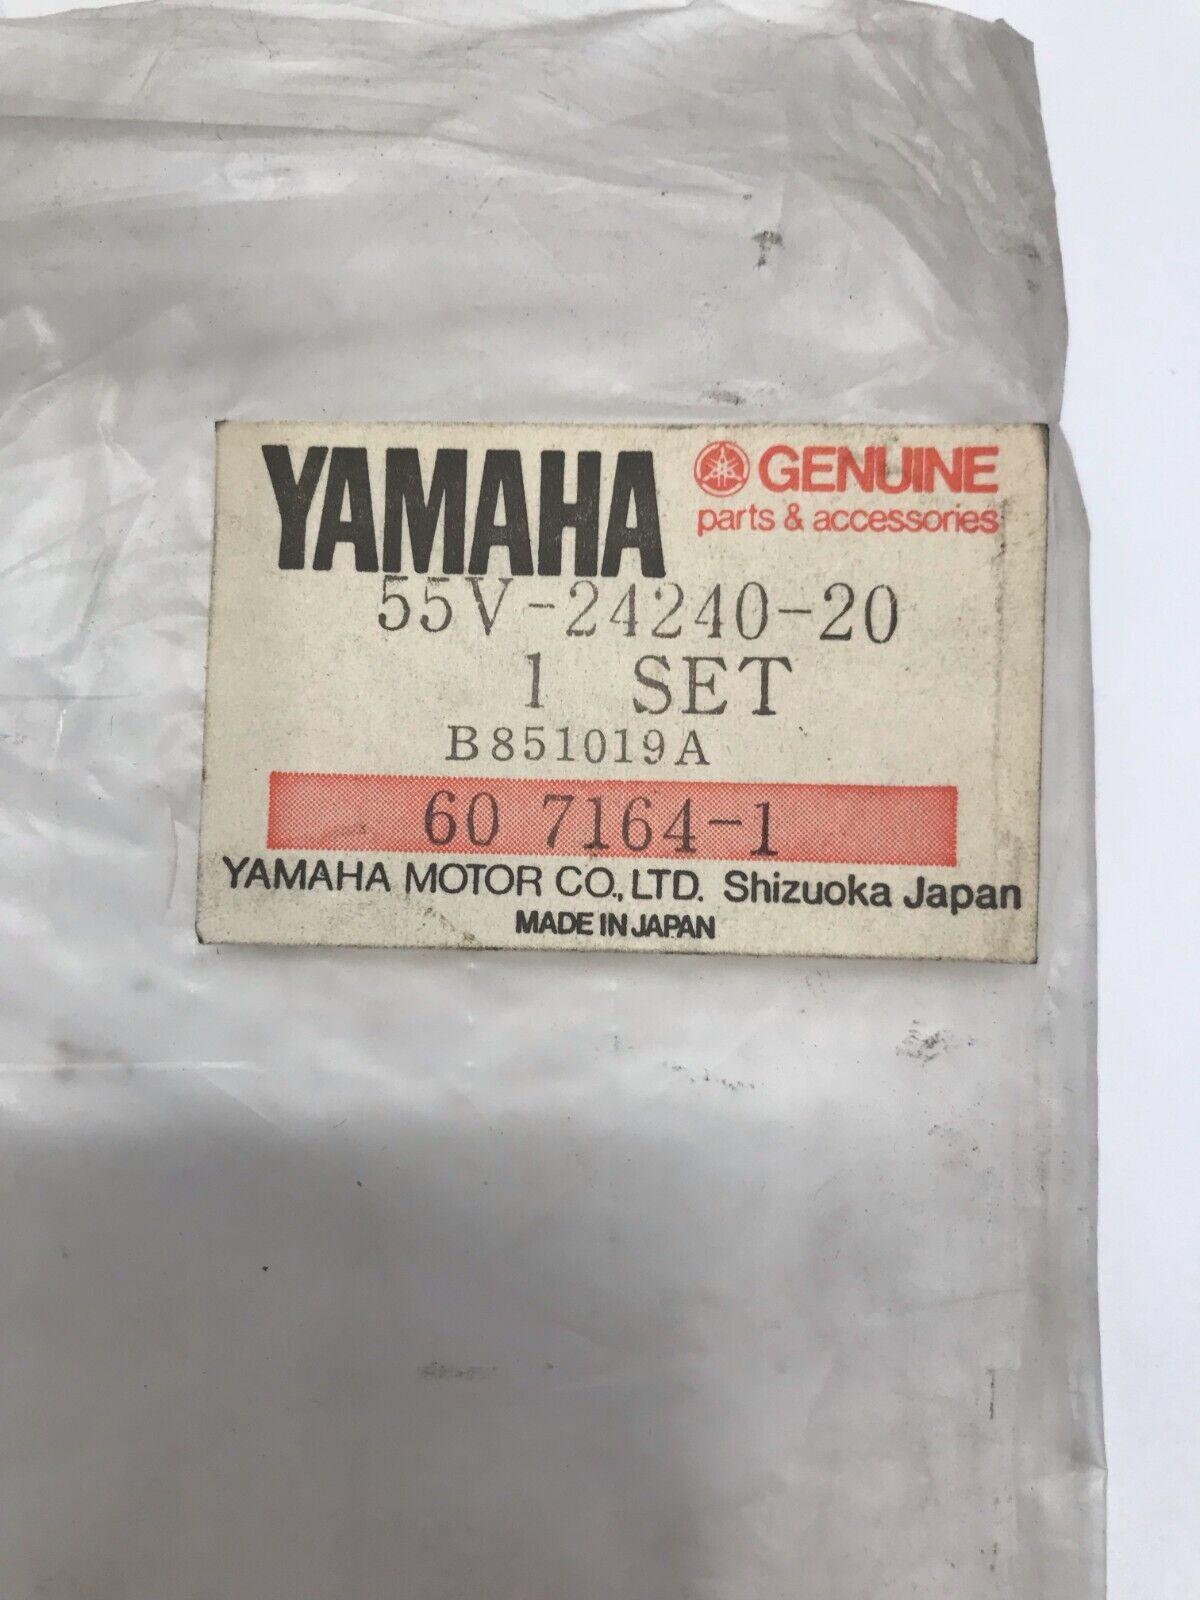 YAMAHA GENUINE
parts & accessories
55V-24240-20
1 SET
B851019A
60 7164-1
YAMAHA MOTOR CO., LTD. Shizuoka Japan
MADE IN JAPAN